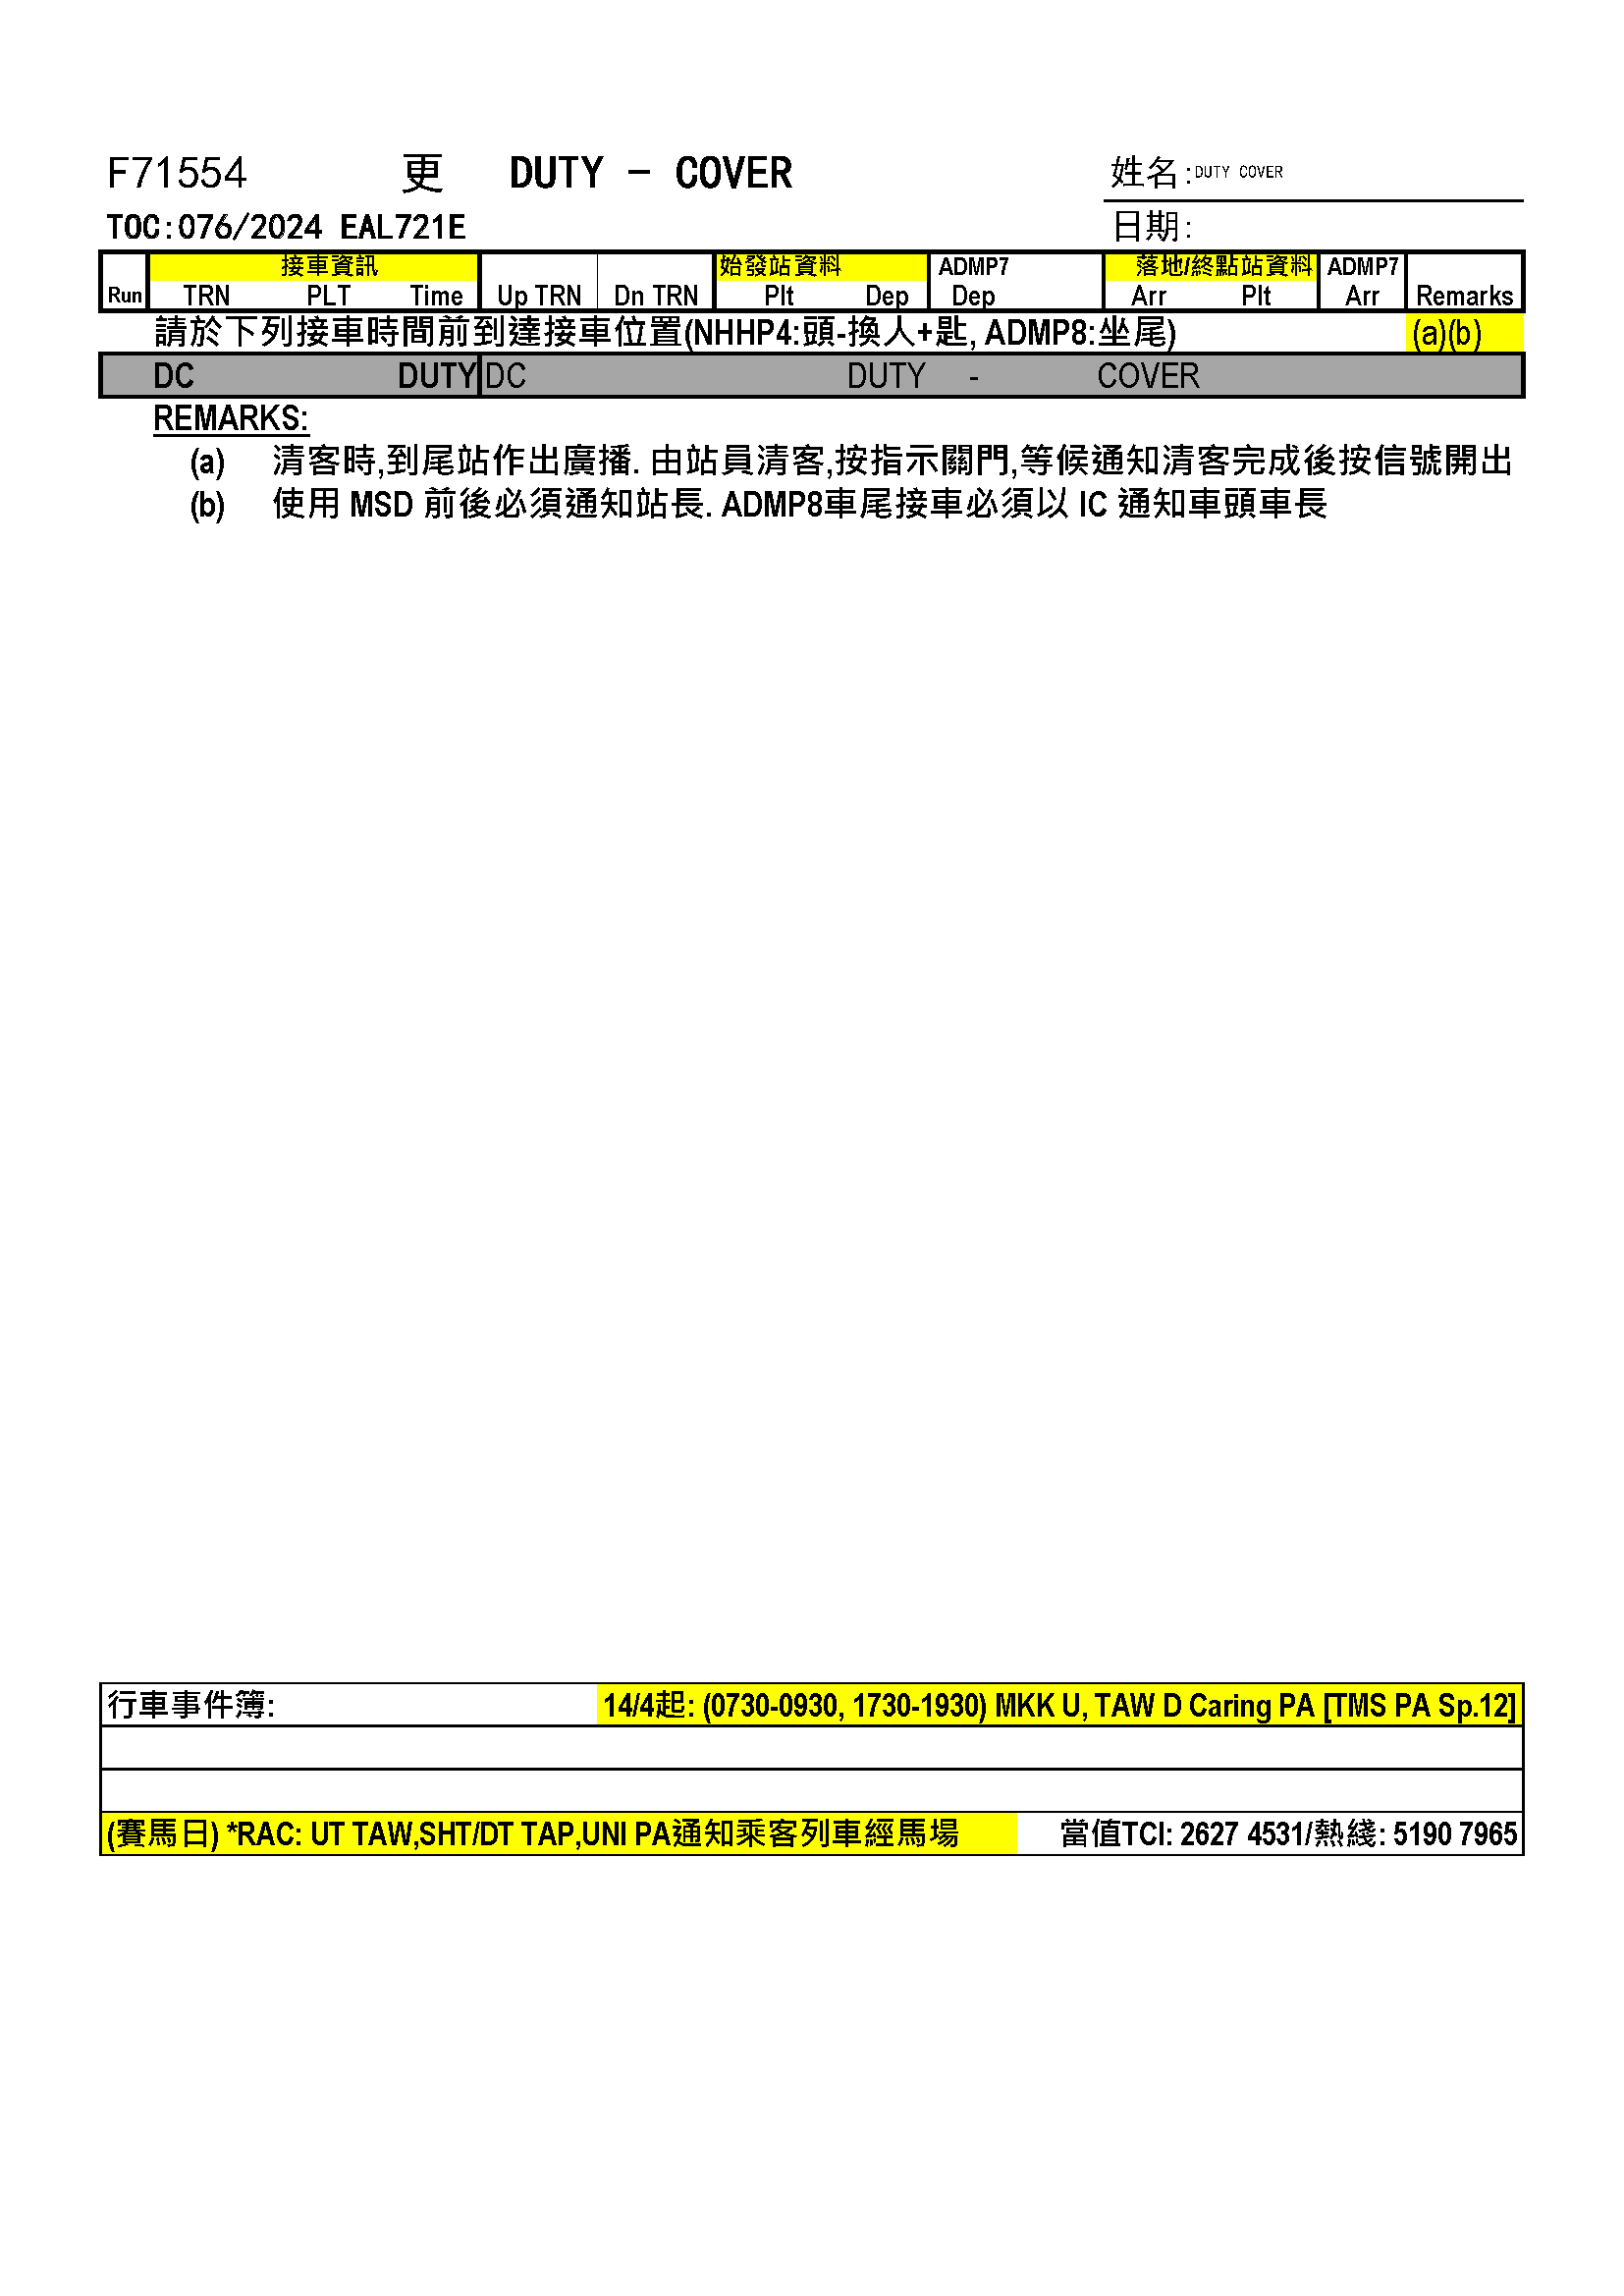 F71554 更 DUTY - COVER 姓名:DUTY COVER
TOC:076/2024 EAL721E 日期:
接車資訊 始發站資料 ADMP7 落地/終點站資料 ADMP7
Run TRN PLT Time Up TRN Dn TRN Plt Dep Dep Arr Plt Arr Remarks
請於下列接車時間前到達接車位置(NHHP4:頭-換人+匙, ADMP8:坐尾) (a)(b)
DC DUTY DC DUTY - COVER
REMARKS:
(a) 清客時,到尾站作出廣播. 由站員清客,按指示關門,等候通知清客完成後按信號開出
(b) 使用 MSD 前後必須通知站長. ADMP8車尾接車必須以 IC 通知車頭車長
行車事件簿: 14/4起: (0730-0930, 1730-1930) MKK U, TAW D Caring PA [TMS PA Sp.12]
(賽馬日) *RAC: UT TAW,SHT/DT TAP,UNI PA通知乘客列車經馬場 當值TCI: 2627 4531/熱綫: 5190 7965